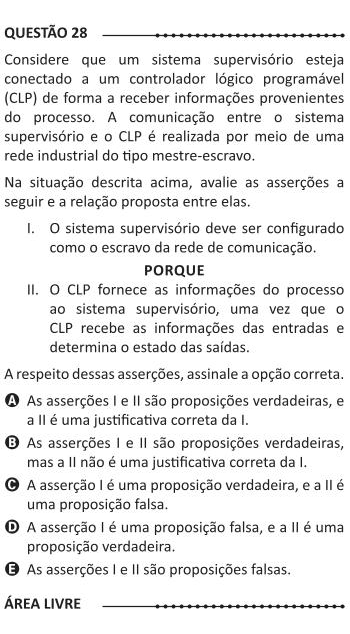 QUESTÃO 28
Considere que um sistema supervisório esteja
conectado a um controlador lógico programável
(CLP) de forma a receber informações provenientes
do processo. A comunicação entre o sistema
supervisório e o CLP é realizada por meio de uma
rede industrial do tipo mestre-escravo.
Na situação descrita acima, avalie as asserções a
seguir e a relação proposta entre elas.
I. O sistema supervisório deve ser configurado
como o escravo da rede de comunicação.
PORQUE
II. O CLP fornece as informações do processo
ao sistema supervisório, uma vez que o
CLP recebe as informações das entradas e
determina o estado das saídas.
A respeito dessas asserções, assinale a opção correta.
A As asserções I e II são proposições verdadeiras, e
a II é uma justificativa correta da I.
B As asserções I e II são proposições verdadeiras,
mas a II não é uma justificativa correta da I.
C A asserção I é uma proposição verdadeira, e a II é
uma proposição falsa.
D A asserção I é uma proposição falsa, e a II é uma
proposição verdadeira.
E As asserções I e II são proposições falsas.
ÁREA LIVRE